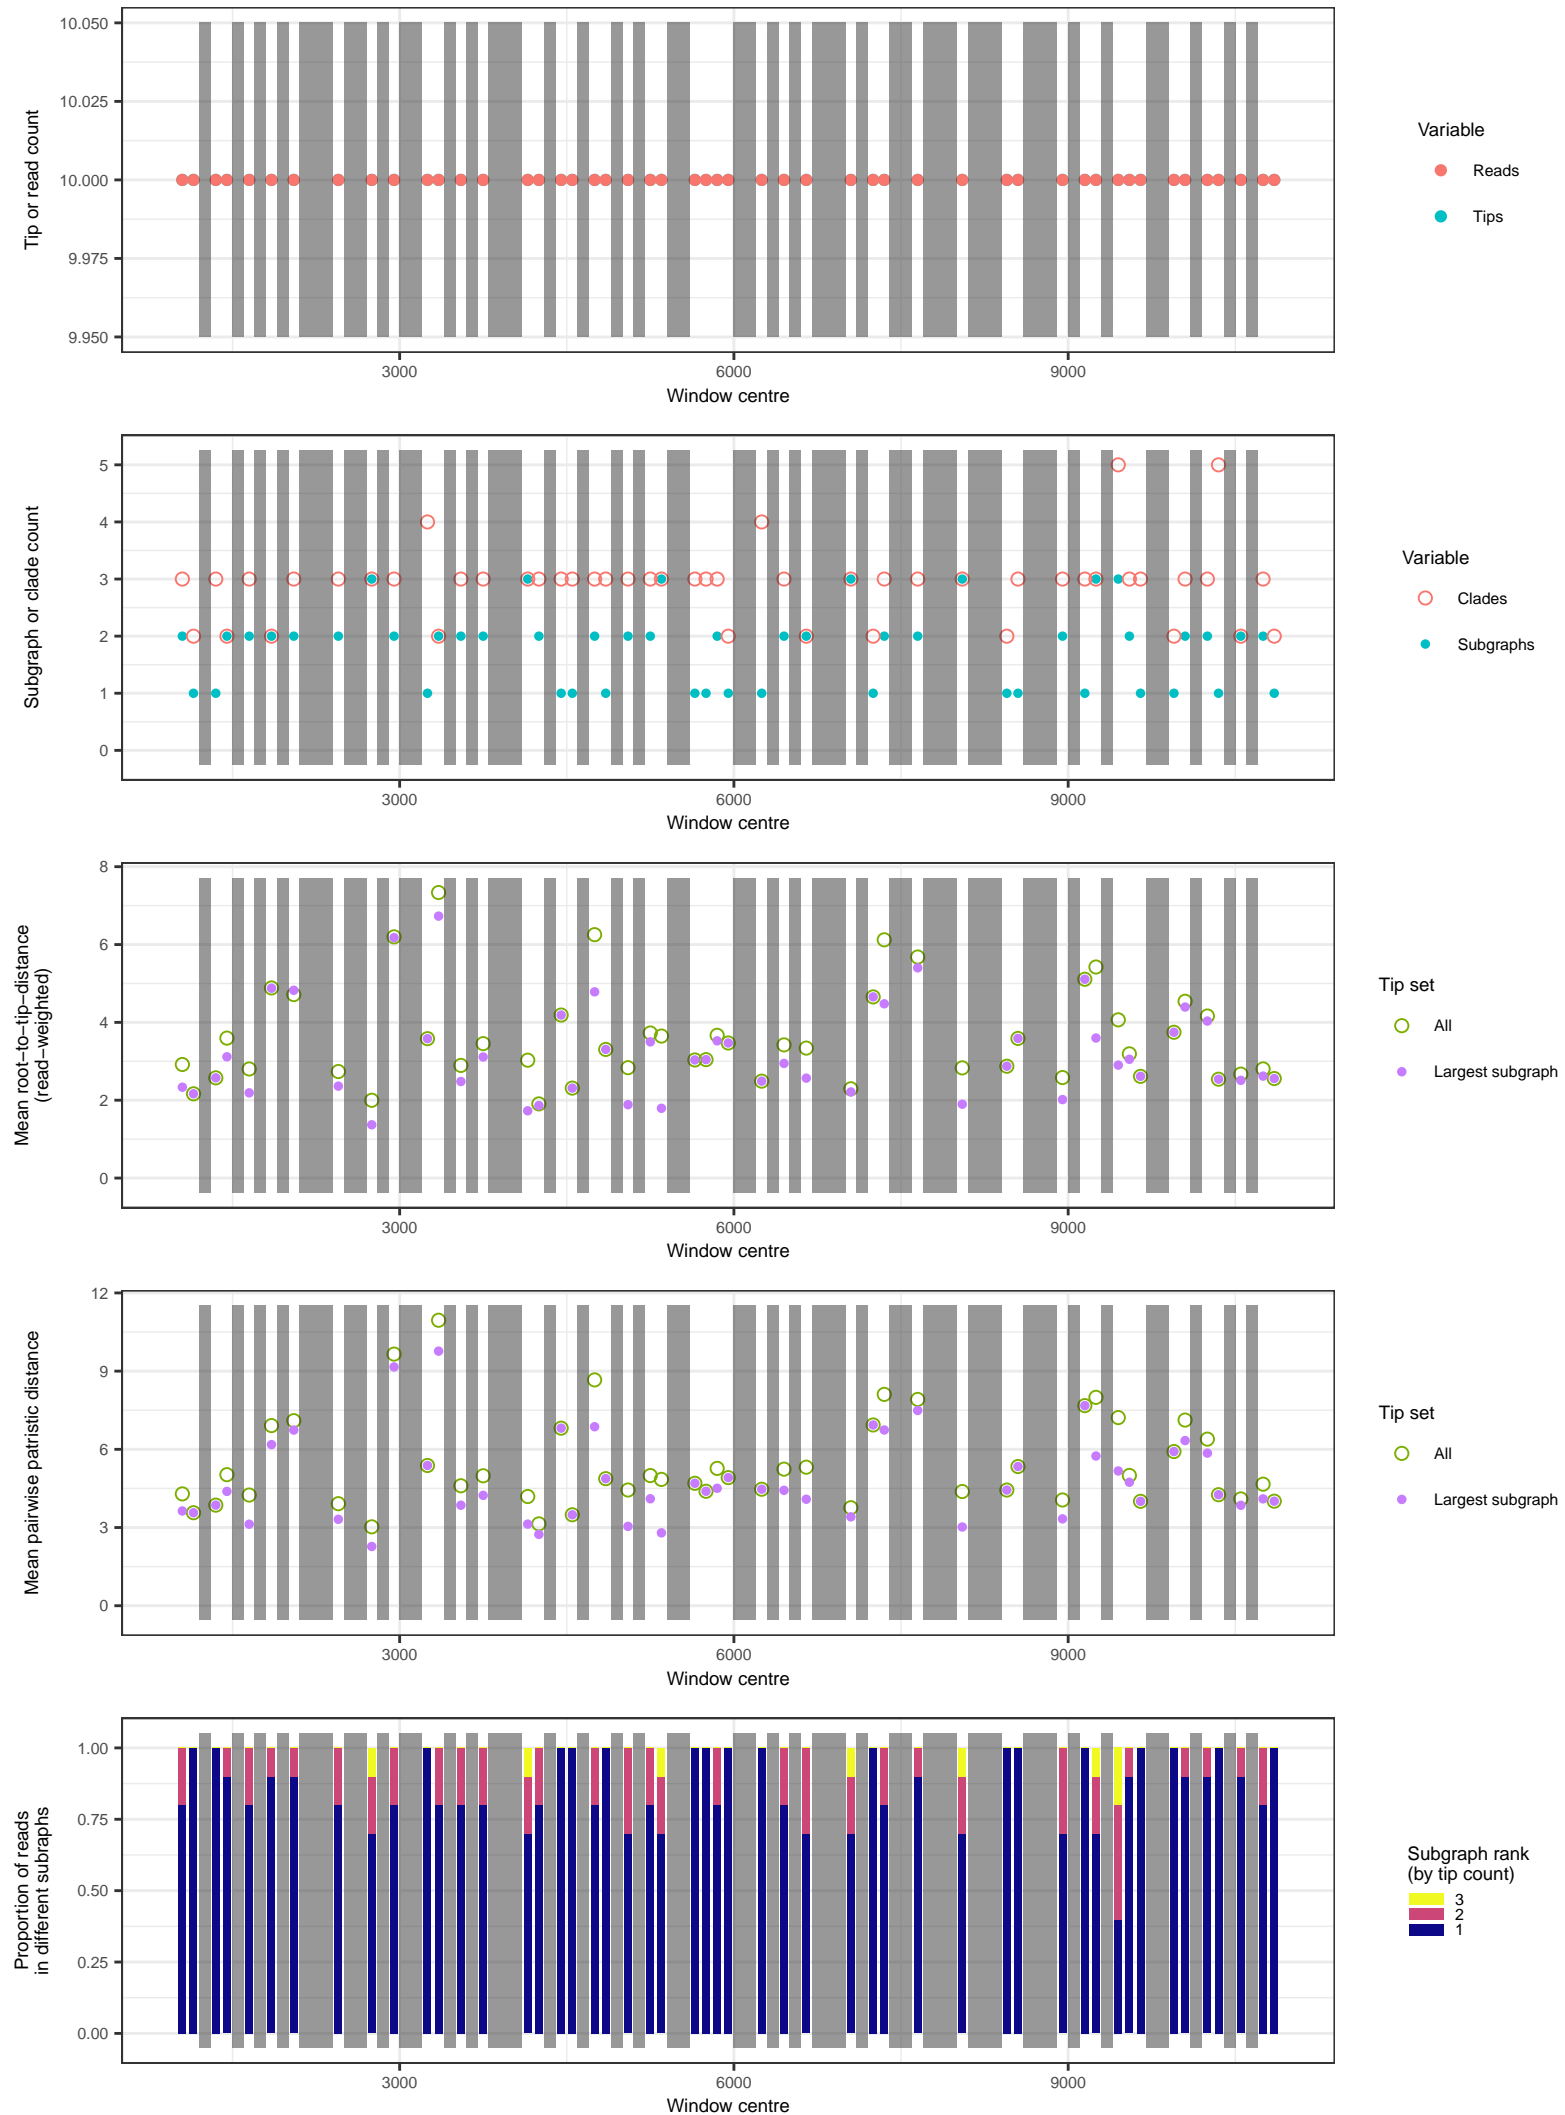 10.050
10.025
10.000
9.975
9.950
Tip or read count
3000 6000 9000
Window centre
Variable
Reads
Tips
5
4
3
2
1
0
Subgraph or clade count
3000 6000 9000
Window centre
Variable
Clades
Subgraphs
8
6
4
2
0
Mean root−to−tip−distance
(read−weighted)
3000 6000 9000
Window centre
Tip set
All
Largest subgraph
12
9
6
3
0
Mean pairwise patristic distance
3000 6000 9000
Window centre
Tip set
All
Largest subgraph
1.00
0.75
0.50
0.25
0.00
Proportion of reads
in different subraphs
3000 6000 9000
Window centre
Subgraph rank
(by tip count)
3
2
1